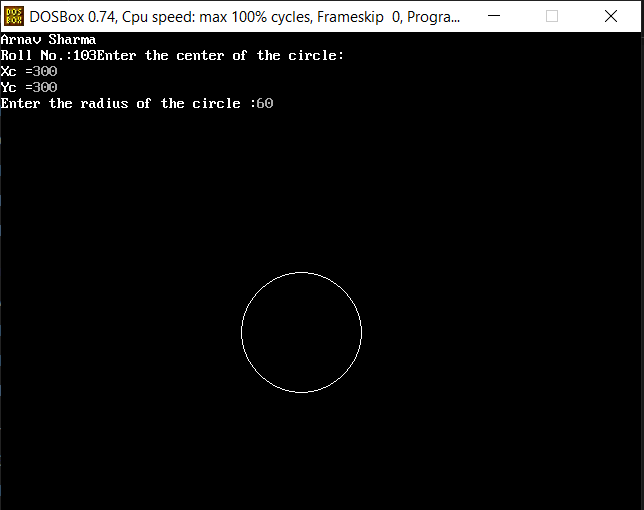 DOS BOX
DOSBox 0.74, Cpu speed: max 100% cycles, Frameskip 0, Progra...
Arnav Sharma
Roll No.:103Enter the center of the circle:
Xc =300
Yc =300
Enter the radius of the circle :60